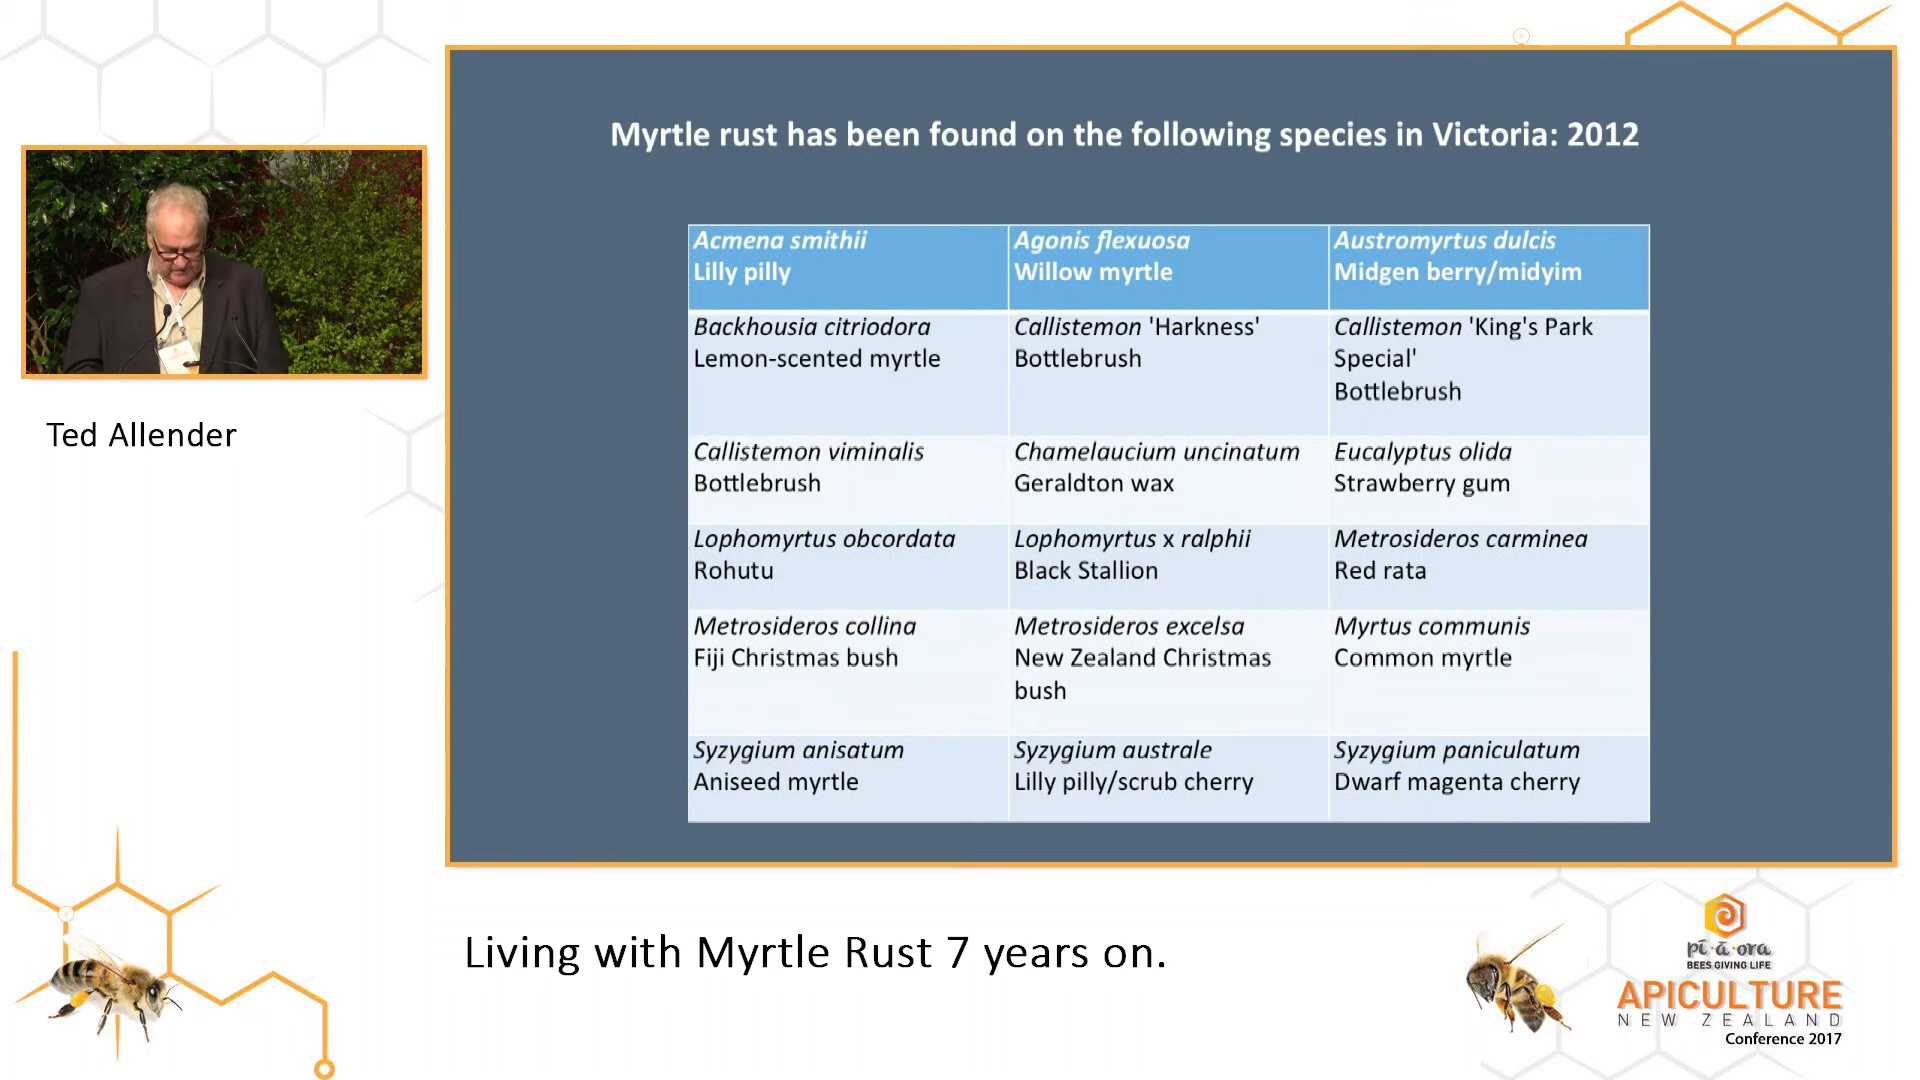 Myrtle rust has been found on the following species in Victoria: 2012
Acmena smithii
Lilly pilly
Agonis flexuosa
Willow myrtle
Austromyrtus dulcis
Midgen berry/midyim
Backhousia citriodora
Lemon-scented myrtle
Callistemon 'Harkness'
Bottlebrush
Callistemon 'King's Park
Special'
Bottlebrush
Callistemon viminalis
Bottlebrush
Chamelaucium uncinatum
Geraldton wax
Eucalyptus olida
Strawberry gum
Lophomyrtus obcordata
Rohutu
Lophomyrtus x ralphii
Black Stallion
Metrosideros carminea
Red rata
Metrosideros collina
Fiji Christmas bush
Metrosideros excelsa
New Zealand Christmas
bush
Myrtus communis
Common myrtle
Syzygium anisatum
Aniseed myrtle
Syzygium australe
Lilly pilly/scrub cherry
Syzygium paniculatum
Dwarf magenta cherry
Ted Allender
Living with Myrtle Rust 7 years on.
pī·ā·ora
BEES GIVING LIFE
APICULTURE
NEW ZEALAND
Conference 2017